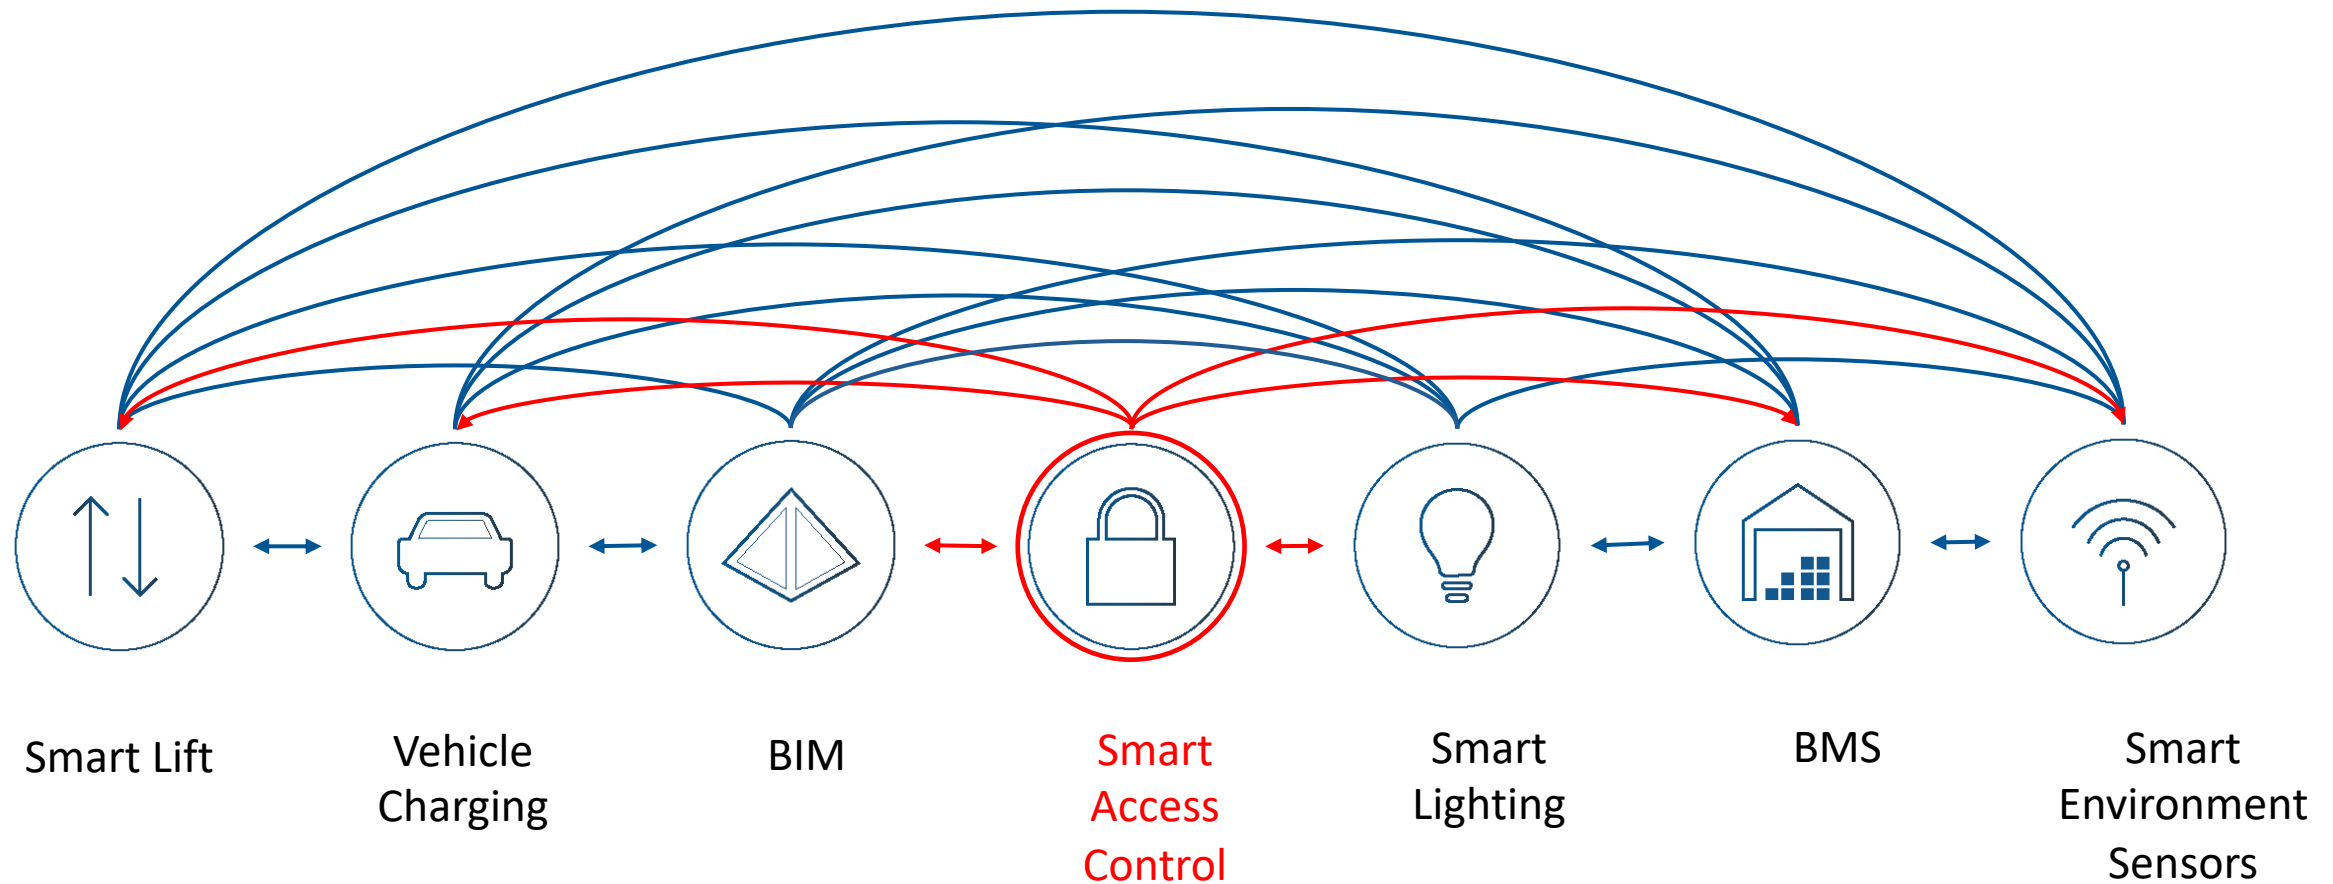 Smart Lift
Vehicle
Charging
BIM
Smart
Access
Control
Smart
Lighting
BMS
Smart
Environment
Sensors